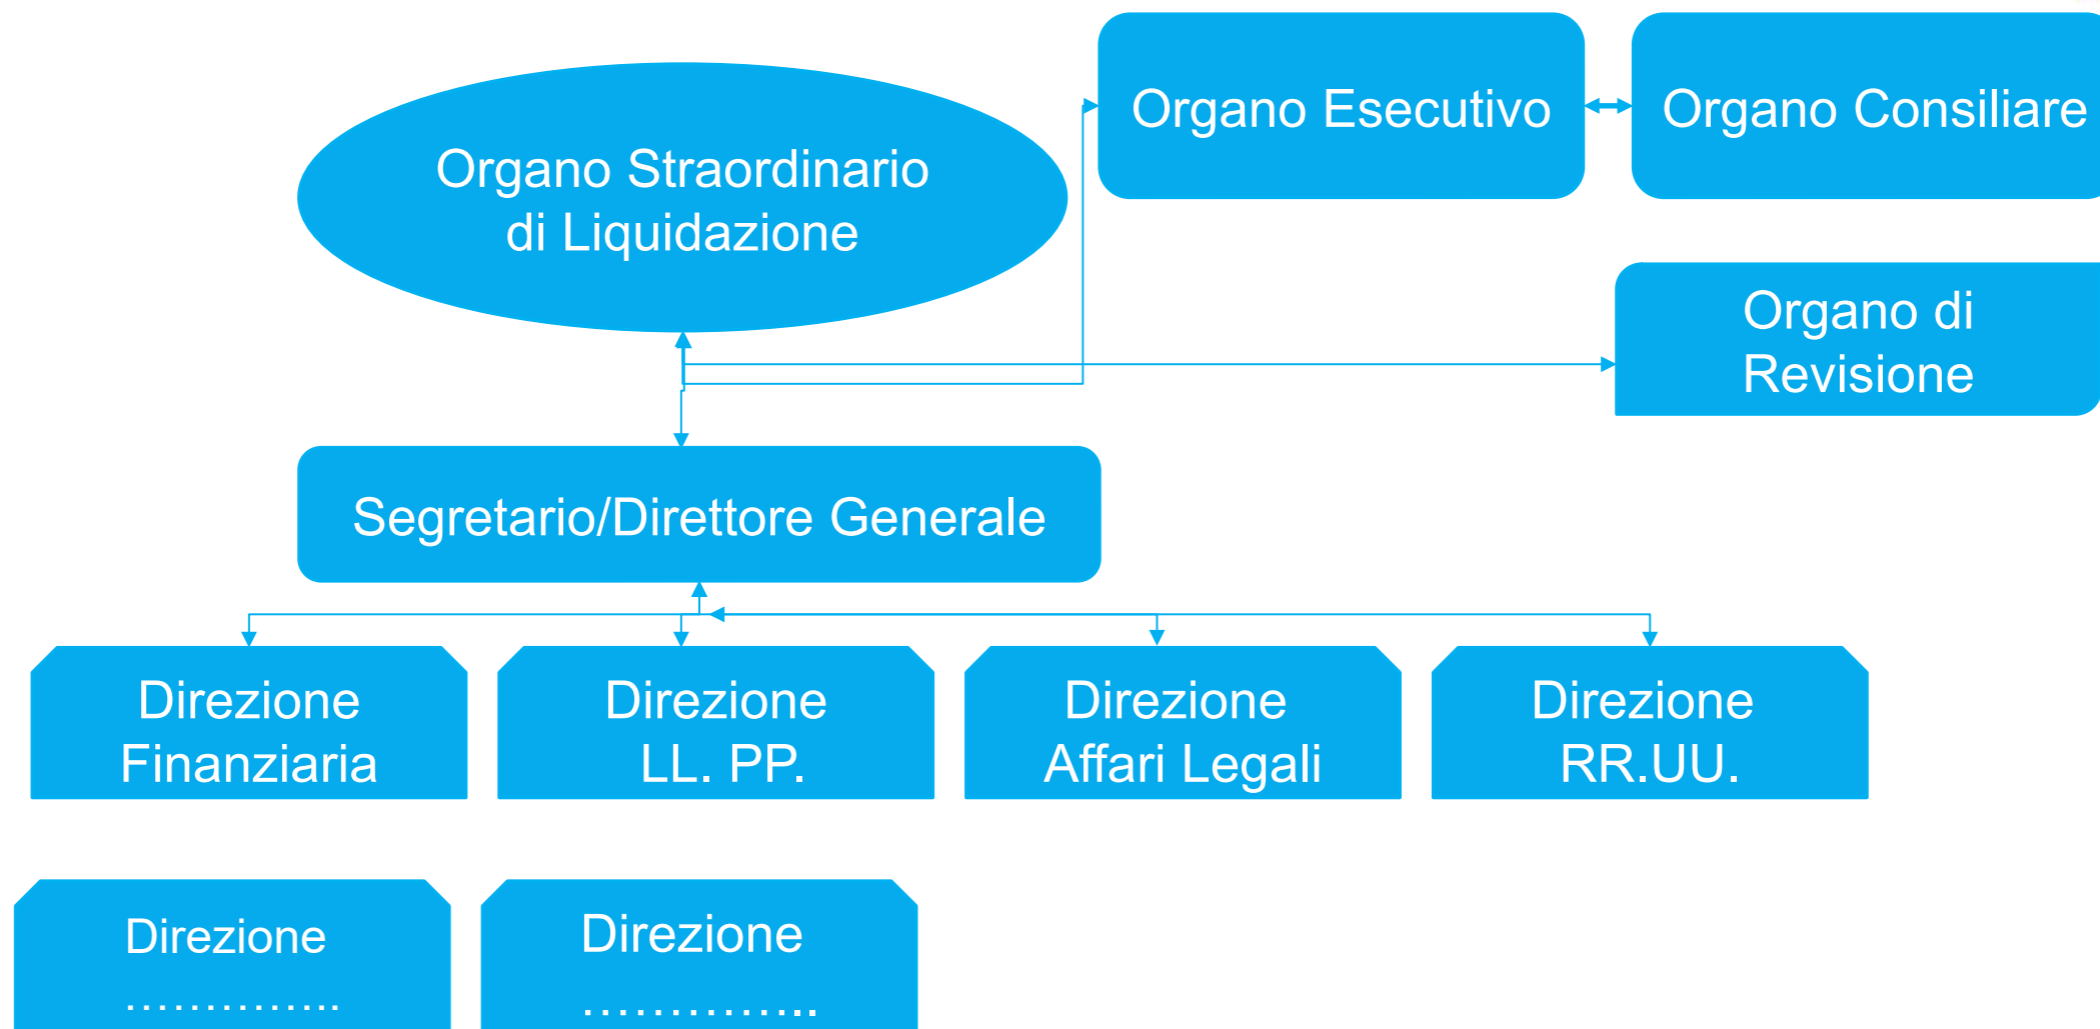 Organo Straordinario
di Liquidazione
Organo Esecutivo
Organo Consiliare
Organo di
Revisione
Segretario/Direttore Generale
Direzione
Finanziaria
Direzione
LL. PP.
Direzione
Affari Legali
Direzione
RR.UU.
Direzione
…………..
Direzione
…………..